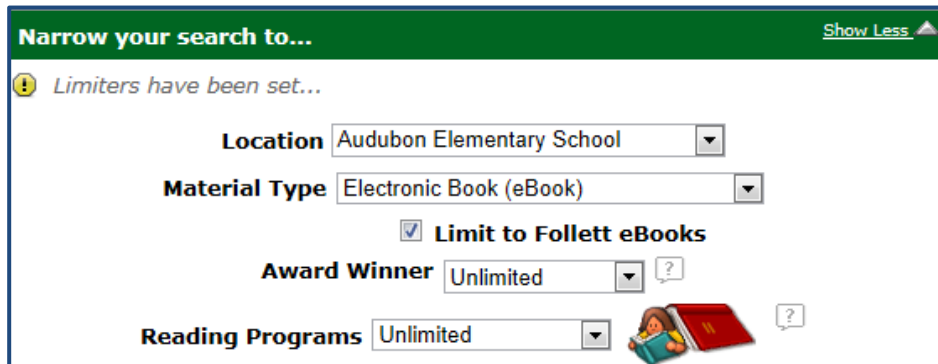 Narrow your search to... Show Less
Limiters have been set...
Location Audubon Elementary School
Material Type Electronic Book (eBook)
Limit to Follett eBooks
Award Winner Unlimited ?
Reading Programs Unlimited ?